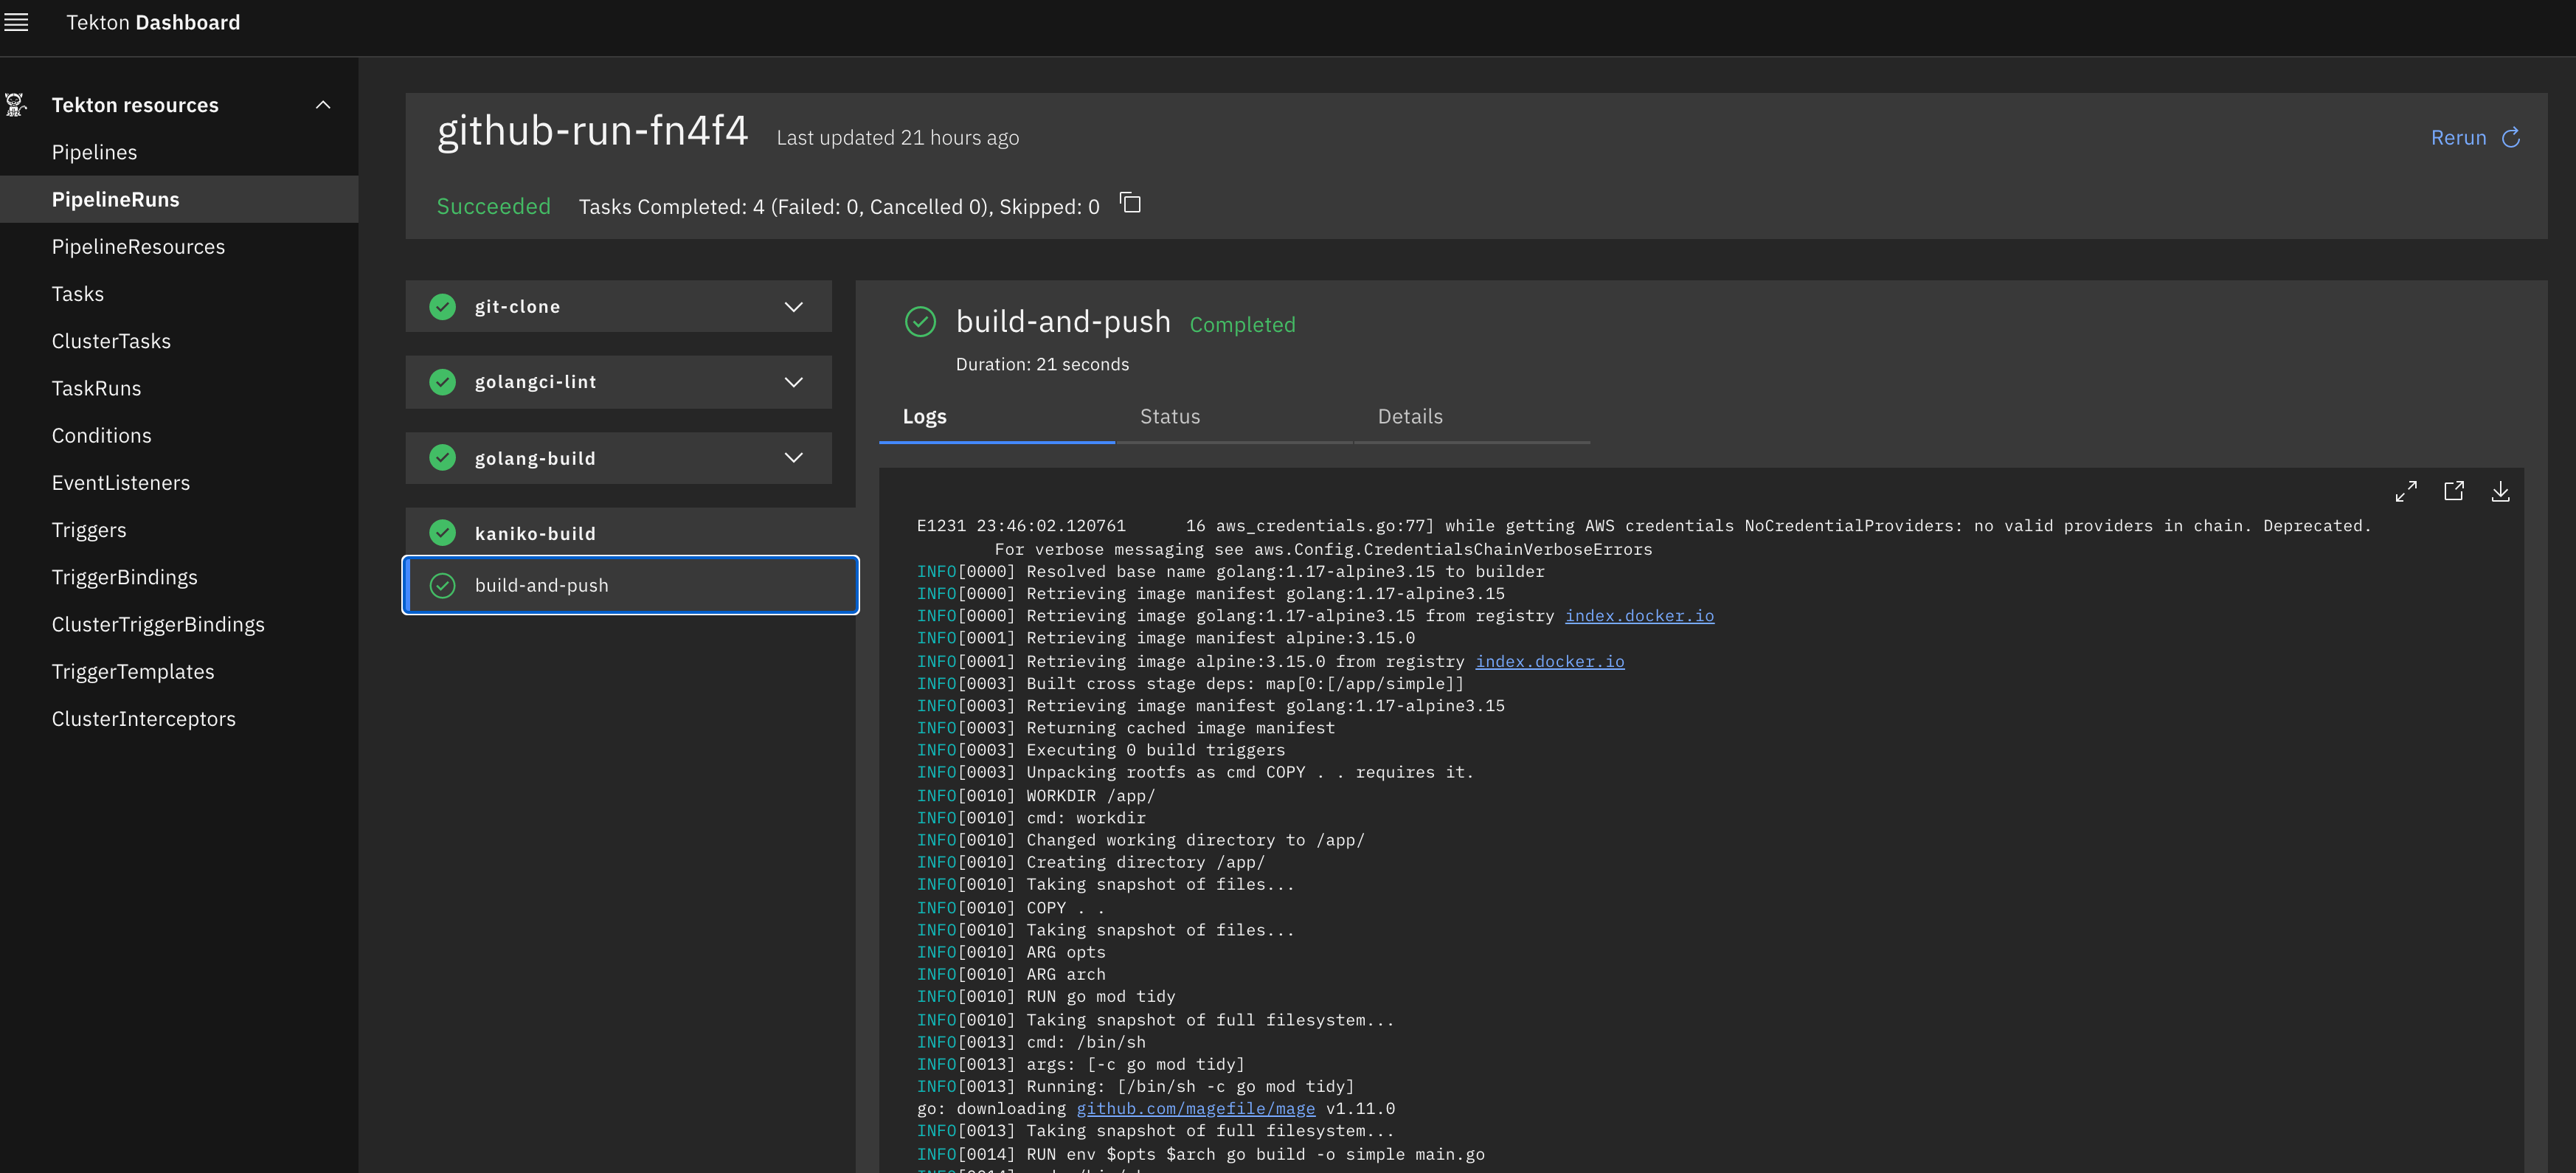 Tekton Dashboard
Tekton resources
Pipelines
PipelineRuns
PipelineResources
Tasks
ClusterTasks
TaskRuns
Conditions
EventListeners
Triggers
TriggerBindings
ClusterTriggerBindings
TriggerTemplates
ClusterInterceptors
github-run-fn4f4 Last updated 21 hours ago
Rerun
Succeeded Tasks Completed: 4 (Failed: 0, Cancelled 0), Skipped: 0
git-clone
golangci-lint
golang-build
kaniko-build
build-and-push
build-and-push Completed
Duration: 21 seconds
Logs Status Details
E1231 23:46:02.120761 16 aws_credentials.go:77] while getting AWS credentials NoCredentialProviders: no valid providers in chain. Deprecated.
For verbose messaging see aws.Config.CredentialsChainVerboseErrors
INFO[0000] Resolved base name golang:1.17-alpine3.15 to builder
INFO[0000] Retrieving image manifest golang:1.17-alpine3.15
INFO[0000] Retrieving image golang:1.17-alpine3.15 from registry index.docker.io
INFO[0001] Retrieving image manifest alpine:3.15.0
INFO[0001] Retrieving image alpine:3.15.0 from registry index.docker.io
INFO[0003] Built cross stage deps: map[0:[/app/simple]]
INFO[0003] Retrieving image manifest golang:1.17-alpine3.15
INFO[0003] Returning cached image manifest
INFO[0003] Executing 0 build triggers
INFO[0003] Unpacking rootfs as cmd COPY . . requires it.
INFO[0010] WORKDIR /app/
INFO[0010] cmd: workdir
INFO[0010] Changed working directory to /app/
INFO[0010] Creating directory /app/
INFO[0010] Taking snapshot of files...
INFO[0010] COPY . .
INFO[0010] Taking snapshot of files...
INFO[0010] ARG opts
INFO[0010] ARG arch
INFO[0010] RUN go mod tidy
INFO[0010] Taking snapshot of full filesystem...
INFO[0013] cmd: /bin/sh
INFO[0013] args: [-c go mod tidy]
INFO[0013] Running: [/bin/sh -c go mod tidy]
go: downloading github.com/magefile/mage v1.11.0
INFO[0013] Taking snapshot of full filesystem...
INFO[0014] RUN env $opts $arch go build -o simple main.go